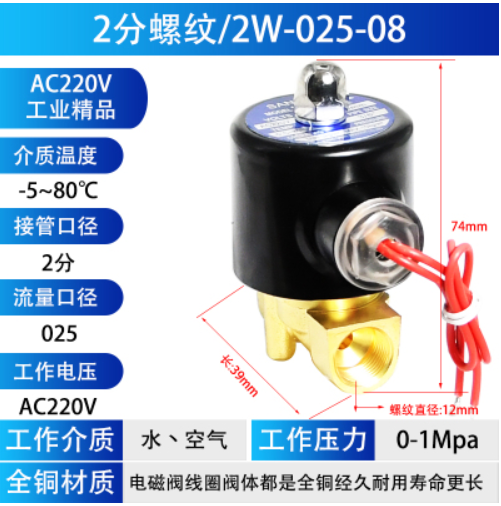 2分螺纹/2W-025-08
AC220V
工业精品
介质温度
-5~80℃
接管口径
2分
流量口径
025
工作电压
AC220V
74mm
长:39mm
螺纹直径:12mm
工作介质
水、空气
工作压力
0-1Mpa
全铜材质
电磁阀线圈阀体都是全铜经久耐用寿命更长